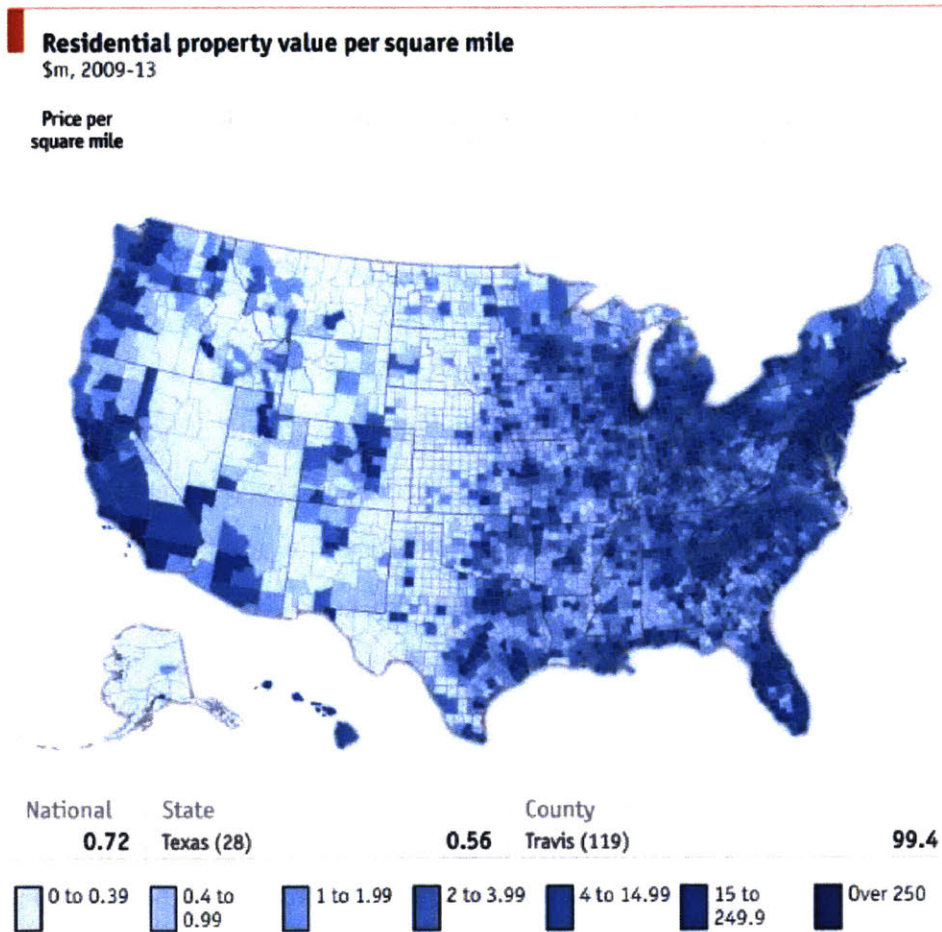 Residential property value per square mile
$m, 2009-13
Price per
square mile
National State County
0.72 Texas (28) 0.56 Travis (119) 99.4
0 to 0.39 0.4 to 0.99 1 to 1.99 2 to 3.99 4 to 14.99 15 to 249.9 Over 250